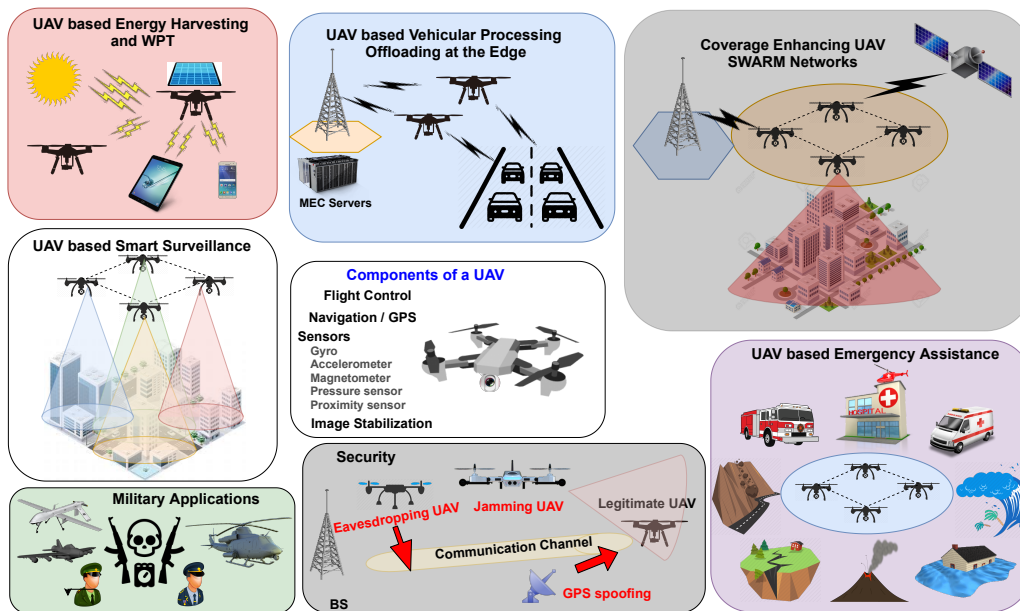 UAV based Energy Harvesting
and WPT
UAV based Vehicular Processing
Offloading at the Edge
MEC Servers
Coverage Enhancing UAV
SWARM Networks
UAV based Smart Surveillance
Components of a UAV
Flight Control
Navigation / GPS
Sensors
Gyro
Accelerometer
Magnetometer
Pressure sensor
Proximity sensor
Image Stabilization
UAV based Emergency Assistance
HOSPITAL
Military Applications
Security
Eavesdropping UAV
Jamming UAV
Legitimate UAV
Communication Channel
GPS spoofing
BS